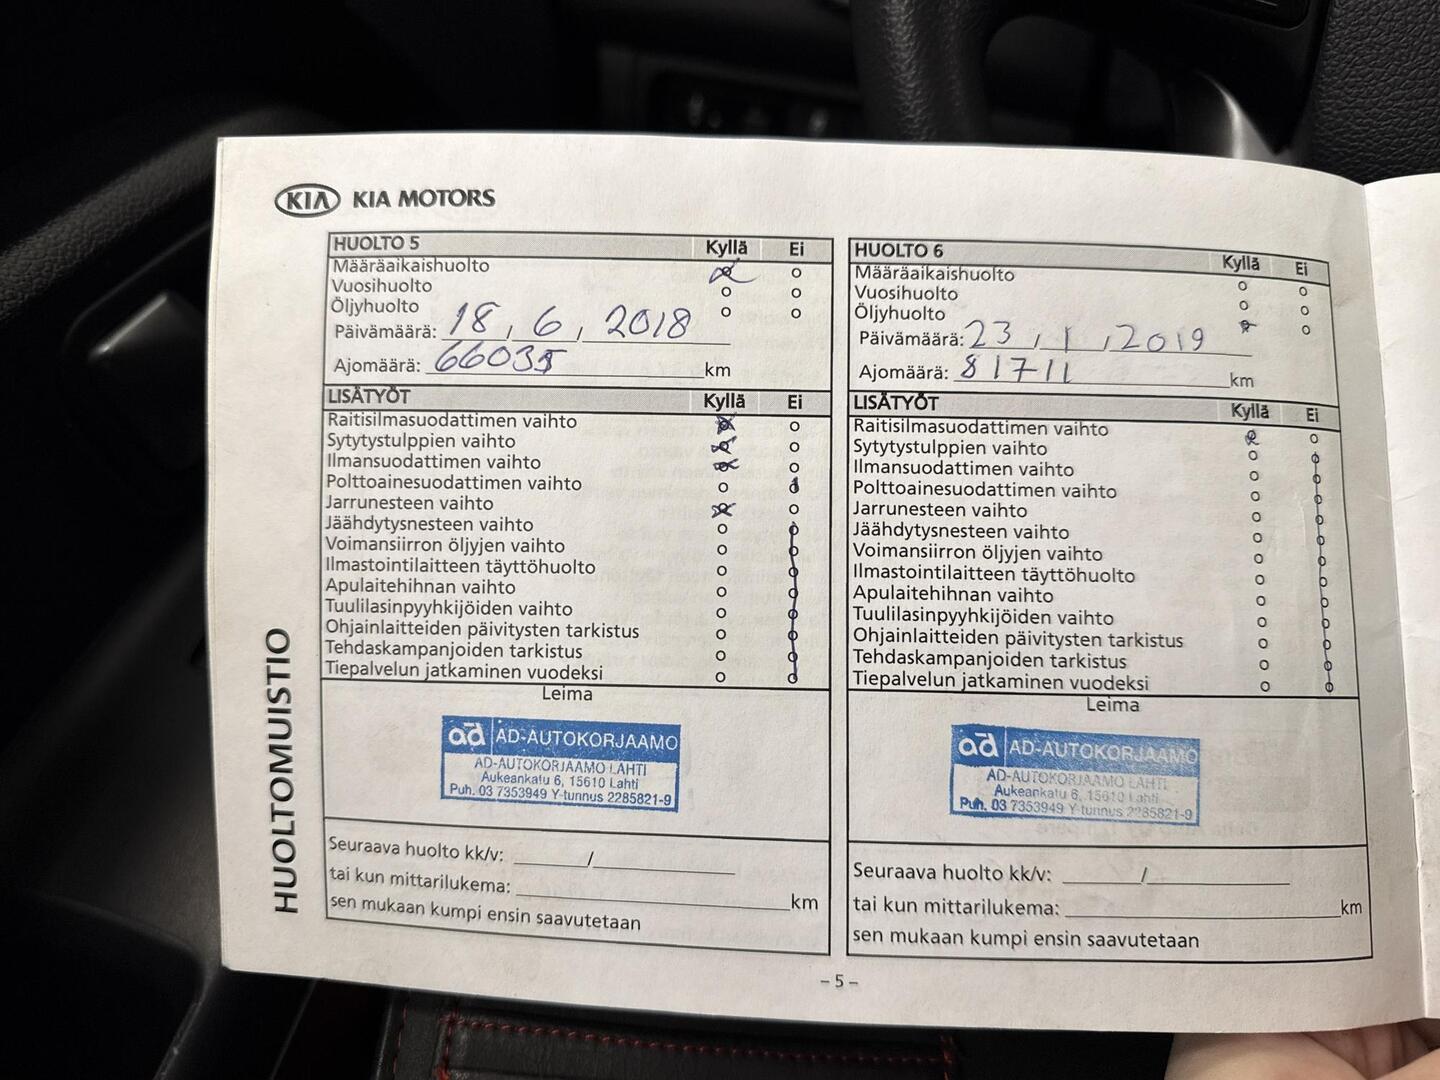 KIA KIA MOTORS
HUOLTOMUISTIO
HUOLTO 5 Kyllä Ei
Määräaikaishuolto
Vuosihuolto
Öljyhuolto
Päivämäärä: 18 , 6 , 2018
Ajomäärä: 66035 km
LISÄTYÖT Kyllä Ei
Raitisilmasuodattimen vaihto
Sytytystulppien vaihto
Ilmansuodattimen vaihto
Polttoainesuodattimen vaihto
Jarrunesteen vaihto
Jäähdytysnesteen vaihto
Voimansiirron öljyjen vaihto
Ilmastointilaitteen täyttöhuolto
Apulaitehihnan vaihto
Tuulilasinpyyhkijöiden vaihto
Ohjainlaitteiden päivitysten tarkistus
Tehdaskampanjoiden tarkistus
Tiepalvelun jatkaminen vuodeksi
Leima
ad AD-AUTOKORJAAMO
AD-AUTOKORJAAMO LAHTI
Aukeankatu 6, 15610 Lahti
Puh. 03 7353949 Y-tunnus 2285821-9
Seuraava huolto kk/v: /
tai kun mittarilukema: km
sen mukaan kumpi ensin saavutetaan
HUOLTO 6 Kyllä Ei
Määräaikaishuolto
Vuosihuolto
Öljyhuolto
Päivämäärä: 23 , 1 , 2019
Ajomäärä: 81711 km
LISÄTYÖT Kyllä Ei
Raitisilmasuodattimen vaihto
Sytytystulppien vaihto
Ilmansuodattimen vaihto
Polttoainesuodattimen vaihto
Jarrunesteen vaihto
Jäähdytysnesteen vaihto
Voimansiirron öljyjen vaihto
Ilmastointilaitteen täyttöhuolto
Apulaitehihnan vaihto
Tuulilasinpyyhkijöiden vaihto
Ohjainlaitteiden päivitysten tarkistus
Tehdaskampanjoiden tarkistus
Tiepalvelun jatkaminen vuodeksi
Leima
ad AD-AUTOKORJAAMO
AD-AUTOKORJAAMO LAHTI
Aukeankatu 6, 15610 Lahti
Puh. 03 7353949 Y-tunnus 2285821-9
Seuraava huolto kk/v: /
tai kun mittarilukema: km
sen mukaan kumpi ensin saavutetaan
– 5 –